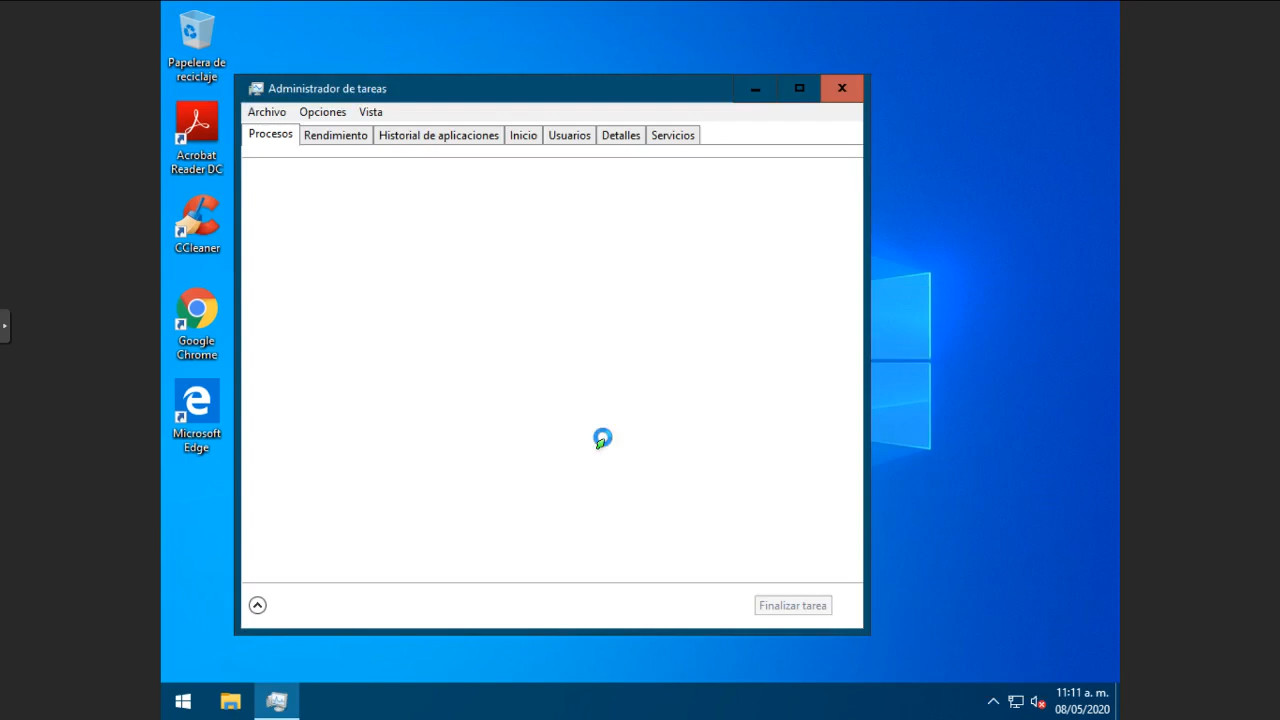 Papelera de
reciclaje
Acrobat
Reader DC
CCleaner
Google
Chrome
Microsoft
Edge
Administrador de tareas
Archivo Opciones Vista
Procesos Rendimiento Historial de aplicaciones Inicio Usuarios Detalles Servicios
Finalizar tarea
11:11 a. m.
08/05/2020